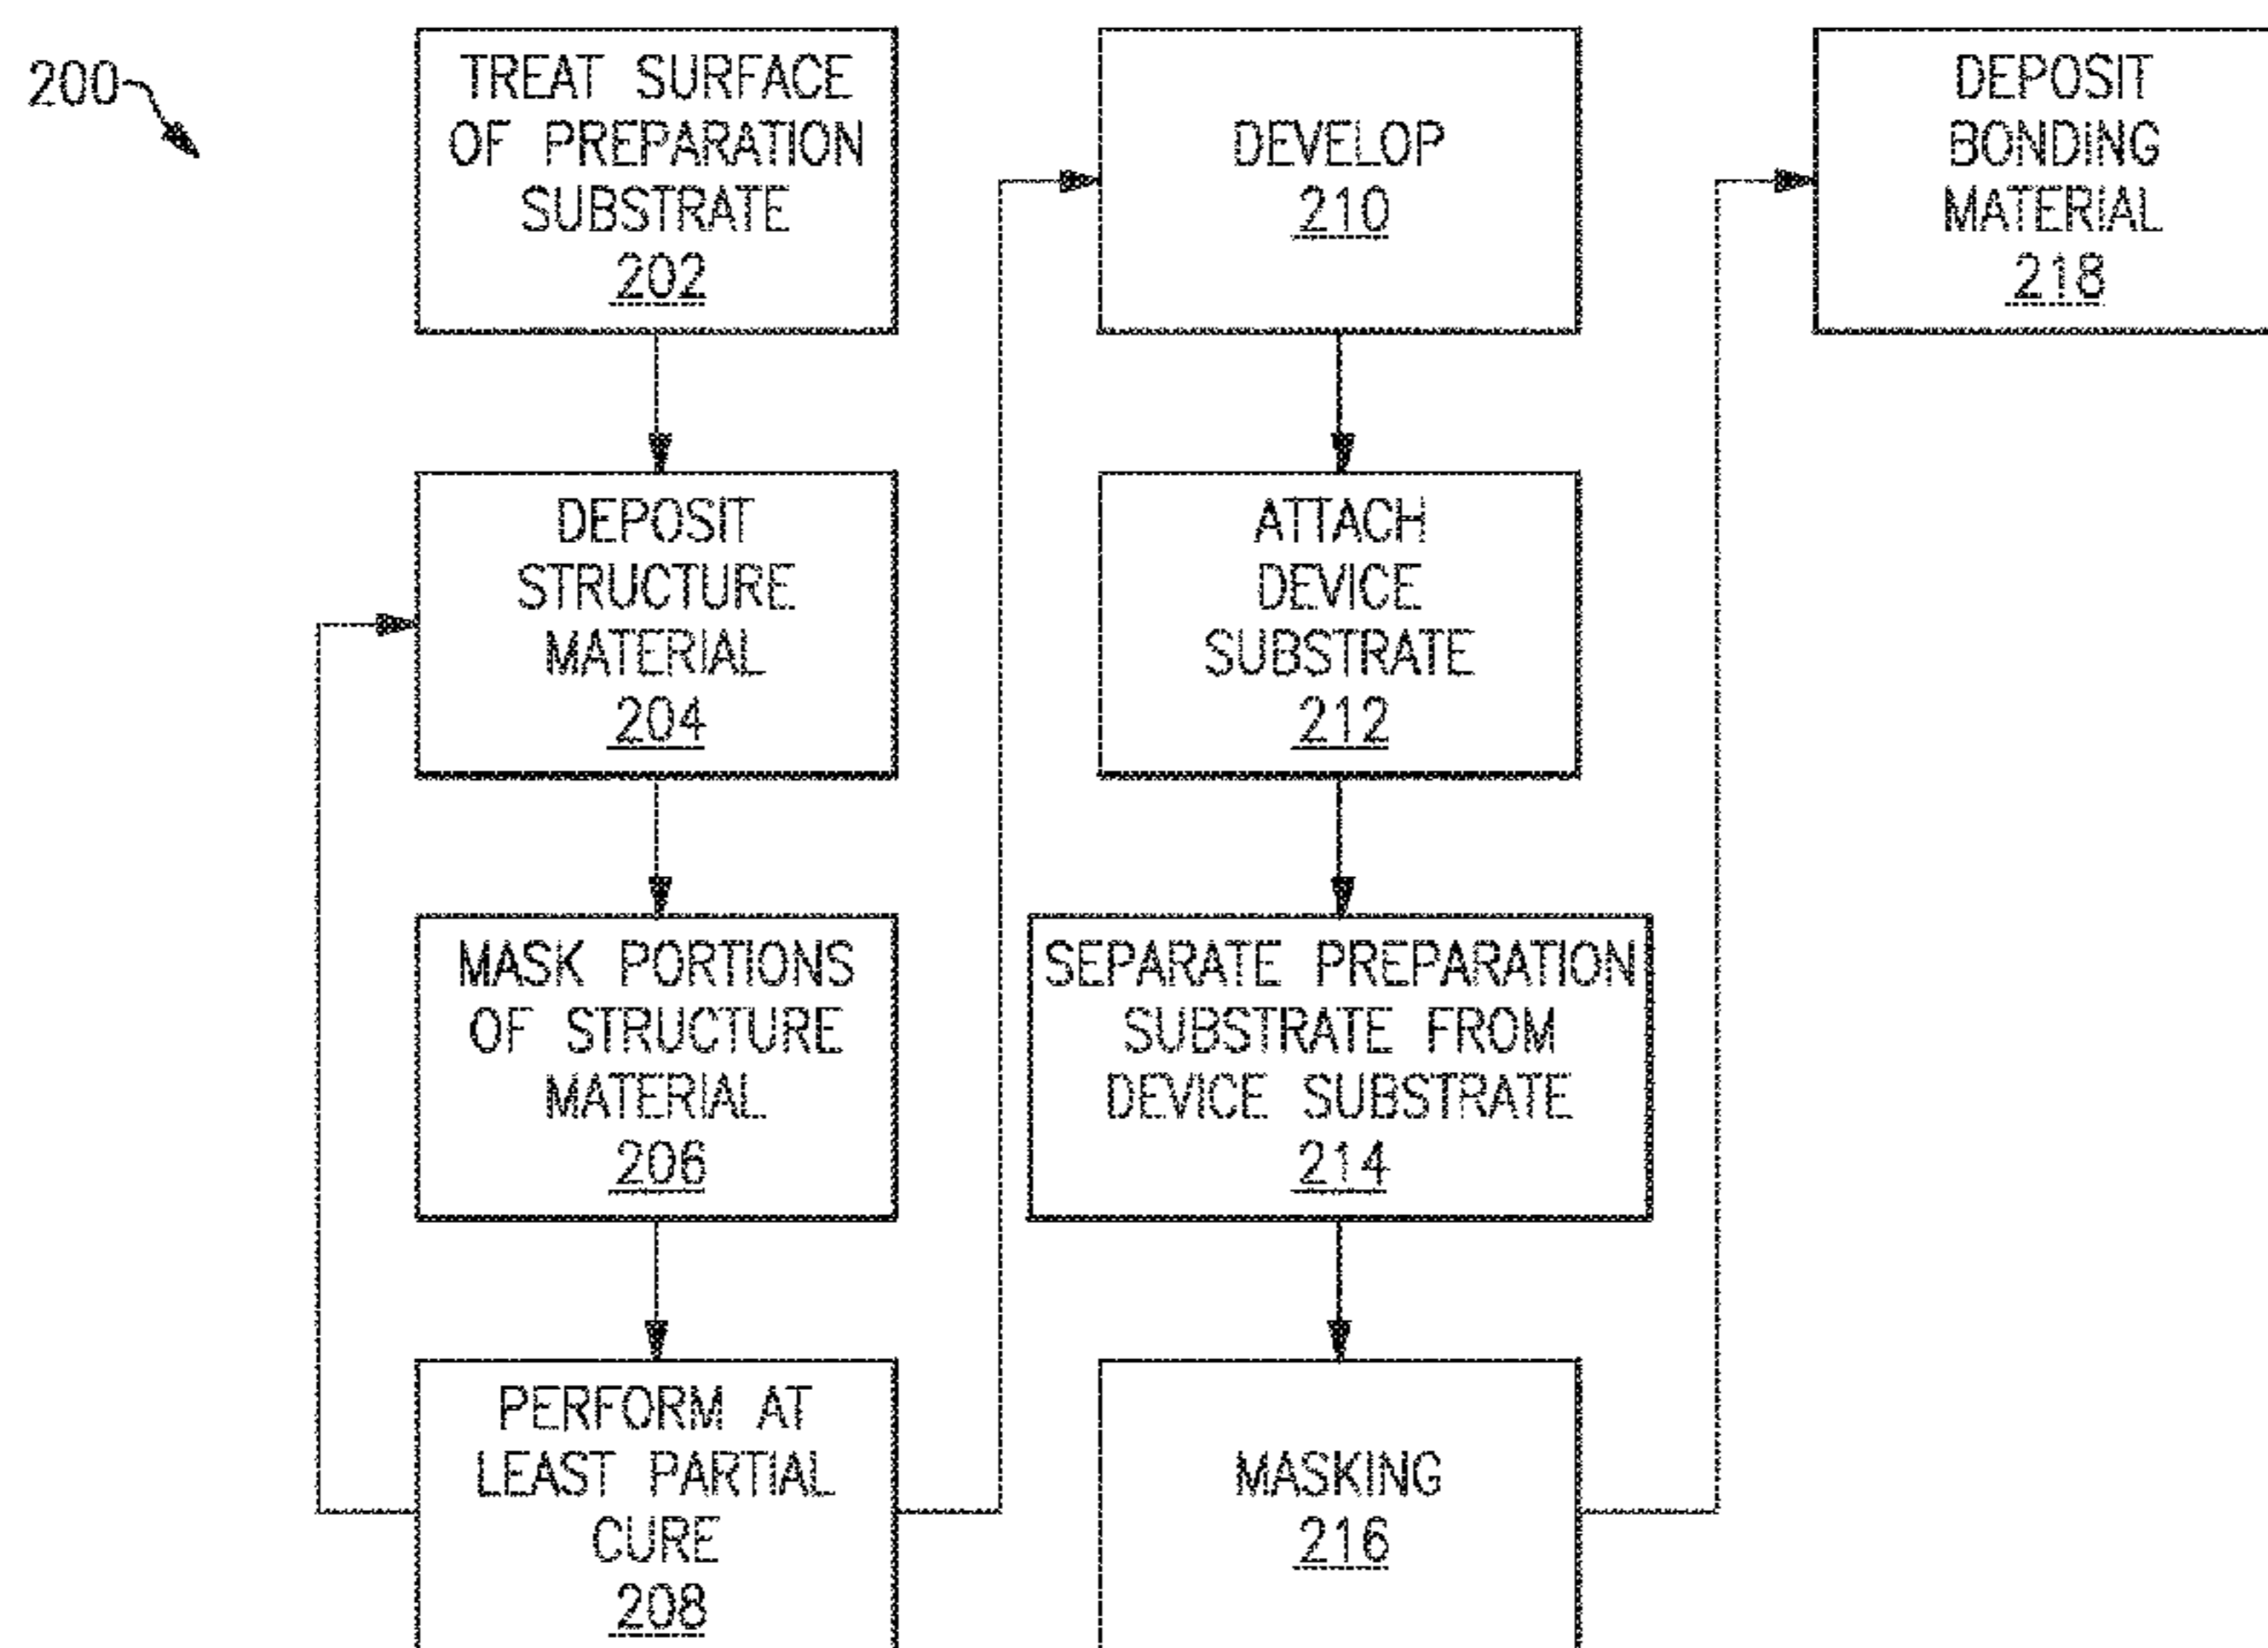 200
TREAT SURFACE
OF PREPARATION
SUBSTRATE
202
DEPOSIT
STRUCTURE
MATERIAL
204
MASK PORTIONS
OF STRUCTURE
MATERIAL
206
PERFORM AT
LEAST PARTIAL
CURE
208
DEVELOP
210
ATTACH
DEVICE
SUBSTRATE
212
SEPARATE PREPARATION
SUBSTRATE FROM
DEVICE SUBSTRATE
214
MASKING
216
DEPOSIT
BONDING
MATERIAL
218